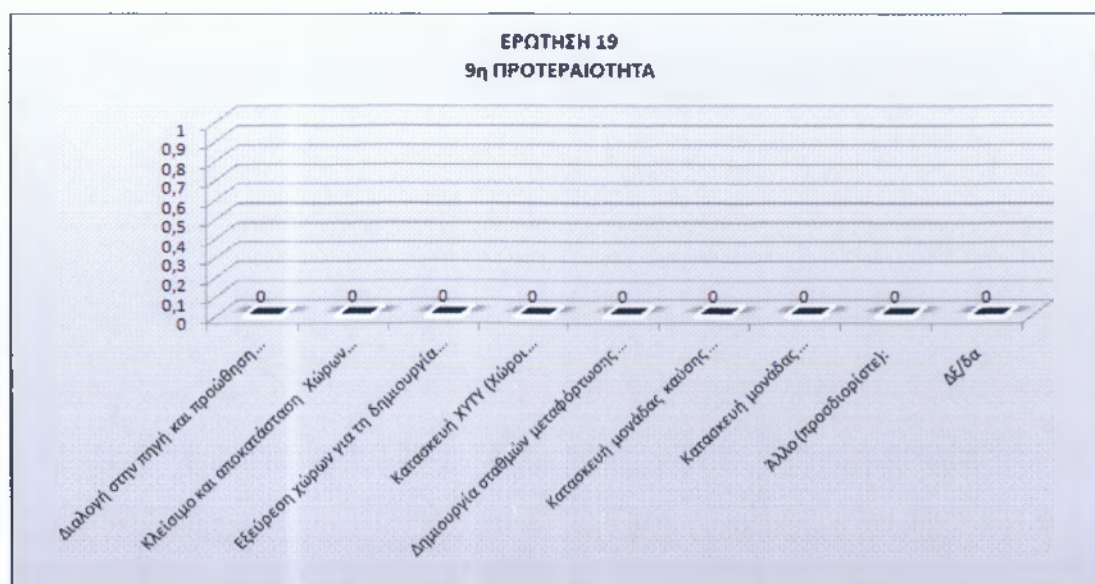 ΕΡΩΤΗΣΗ 19
9η ΠΡΟΤΕΡΑΙΟΤΗΤΑ
1
0,9
0,8
0,7
0,6
0,5
0,4
0,3
0,2
0,1
0
0 0 0 0 0 0 0 0 0
Διαλογή στην πηγή και προώθηση...
Κλείσιμο και αποκατάσταση Χώρων...
Εξεύρεση χώρων για τη δημιουργία...
Κατασκευή ΧΥΤΥ (Χώροι...
Δημιουργία σταθμών μεταφόρτωσης...
Κατασκευή μονάδας καύσης...
Κατασκευή μονάδας...
Άλλο (προσδιορίστε):
ΔΞ/δα